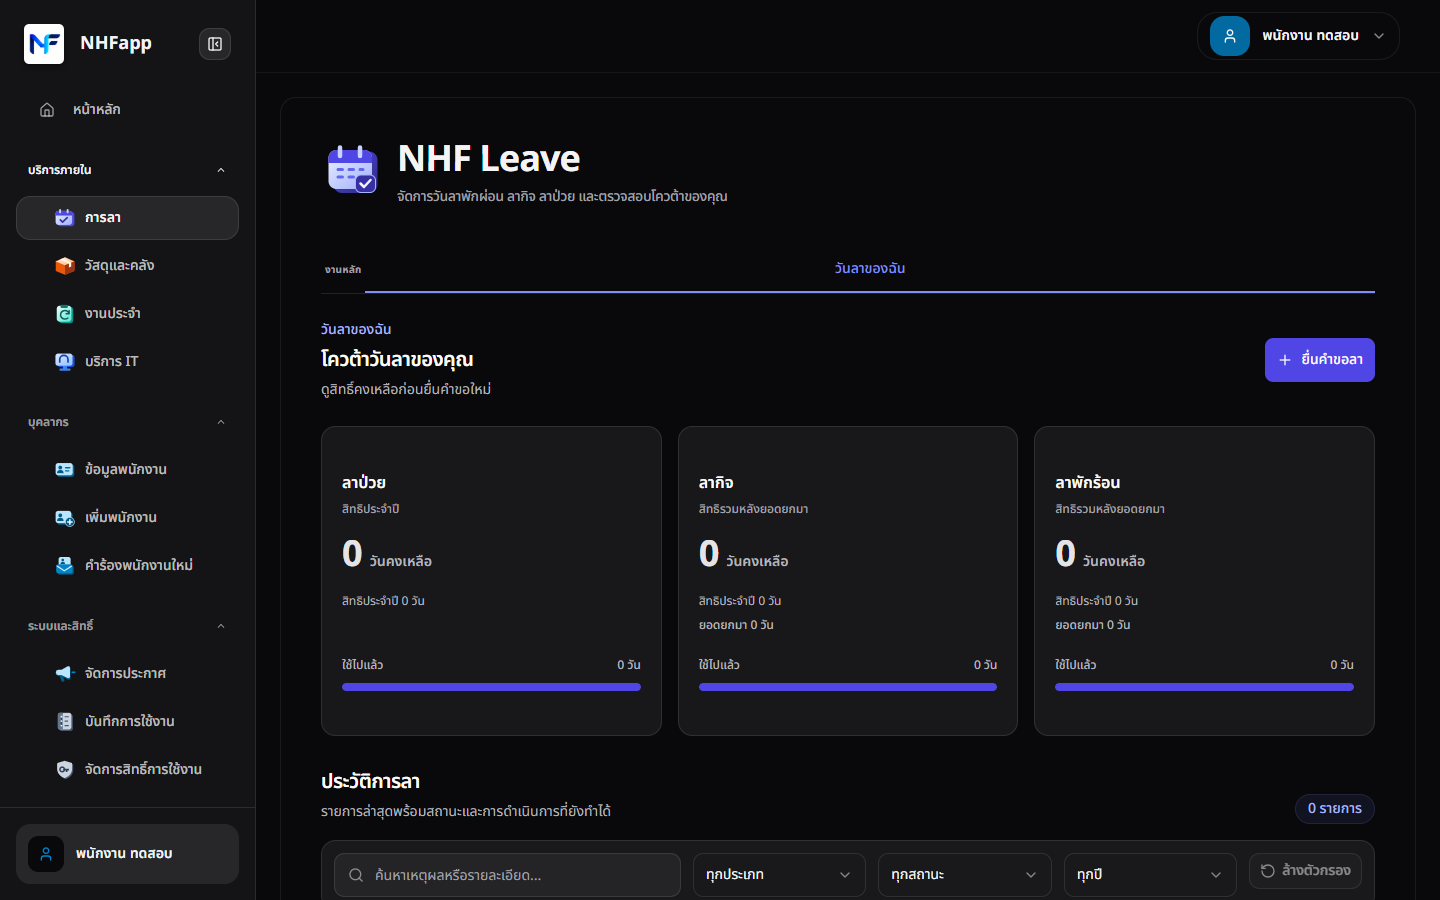 NHFapp
หน้าหลัก
บริการภายใน
การลา
วัสดุและคลัง
งานประจำ
บริการ IT
บุคลากร
ข้อมูลพนักงาน
เพิ่มพนักงาน
คำร้องพนักงานใหม่
ระบบและสิทธิ์
จัดการประกาศ
บันทึกการใช้งาน
จัดการสิทธิ์การใช้งาน
พนักงาน ทดสอบ
พนักงาน ทดสอบ
NHF Leave
จัดการวันลาพักผ่อน ลากิจ ลาป่วย และตรวจสอบโควต้าของคุณ
งานหลัก
วันลาของฉัน
วันลาของฉัน
โควต้าวันลาของคุณ
ดูสิทธิ์คงเหลือก่อนยื่นคำขอใหม่
ยื่นคำขอลา
ลาป่วย
สิทธิประจำปี
0 วันคงเหลือ
สิทธิประจำปี 0 วัน
ใช้ไปแล้ว 0 วัน
ลากิจ
สิทธิรวมหลังยอดยกมา
0 วันคงเหลือ
สิทธิประจำปี 0 วัน
ยอดยกมา 0 วัน
ใช้ไปแล้ว 0 วัน
ลาพักร้อน
สิทธิรวมหลังยอดยกมา
0 วันคงเหลือ
สิทธิประจำปี 0 วัน
ยอดยกมา 0 วัน
ใช้ไปแล้ว 0 วัน
ประวัติการลา
รายการล่าสุดพร้อมสถานะและการดำเนินการที่ยังทำได้
0 รายการ
ค้นหาเหตุผลหรือรายละเอียด...
ทุกประเภท
ทุกสถานะ
ทุกปี
ล้างตัวกรอง